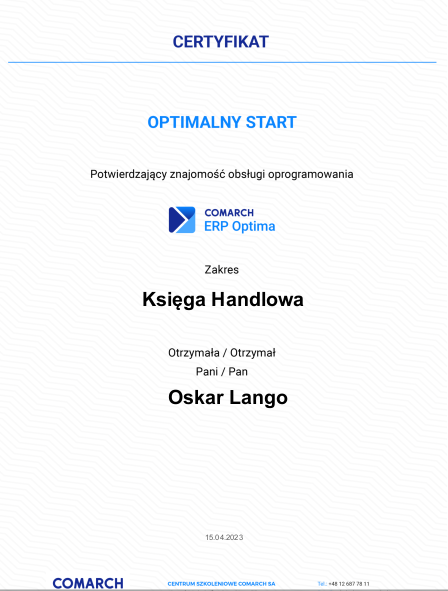 CERTYFIKAT
OPTIMALNY START
Potwierdzający znajomość obsługi oprogramowania
COMARCH
ERP Optima
Zakres
Księga Handlowa
Otrzymała / Otrzymał
Pani / Pan
Oskar Lango
15.04.2023
COMARCH CENTRUM SZKOLENIOWE COMARCH SA Tel.: +48 12 687 78 11